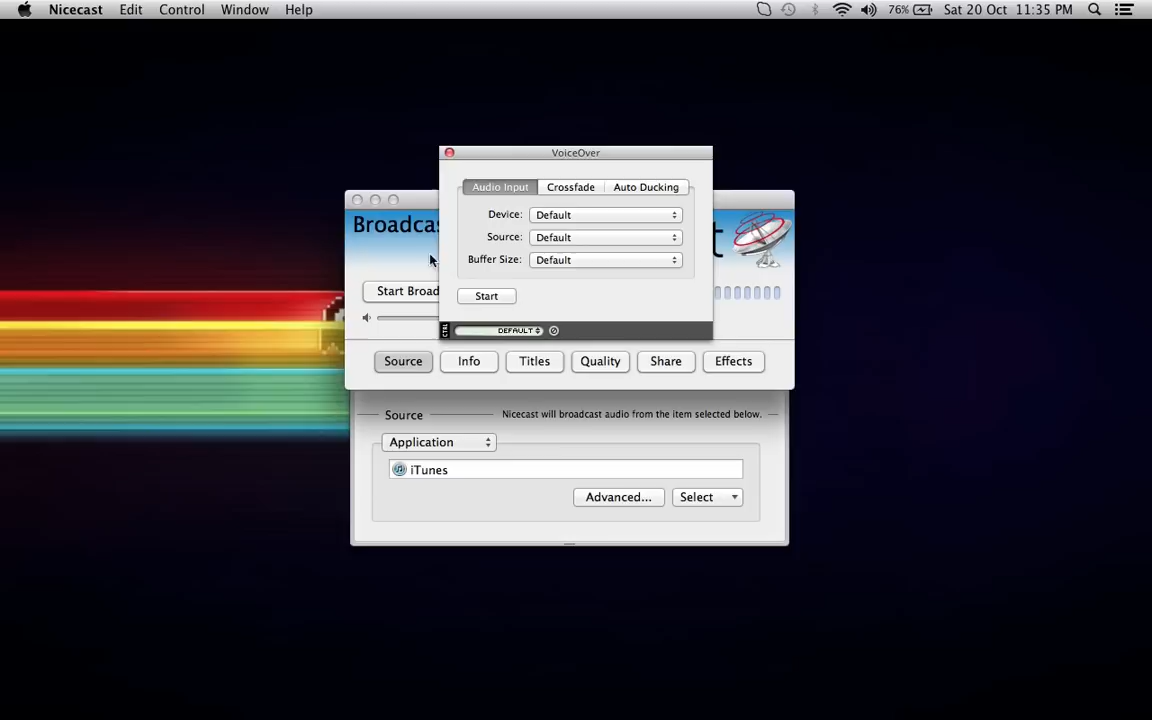 Nicecast Edit Control Window Help 76% Sat 20 Oct 11:35 PM
VoiceOver
Audio Input Crossfade Auto Ducking
Device: Default
Source: Default
Buffer Size: Default
Start
CTRL DEFAULT
Broadcas t
Start Broad
Source Info Titles Quality Share Effects
Source Nicecast will broadcast audio from the item selected below.
Application
iTunes
Advanced... Select